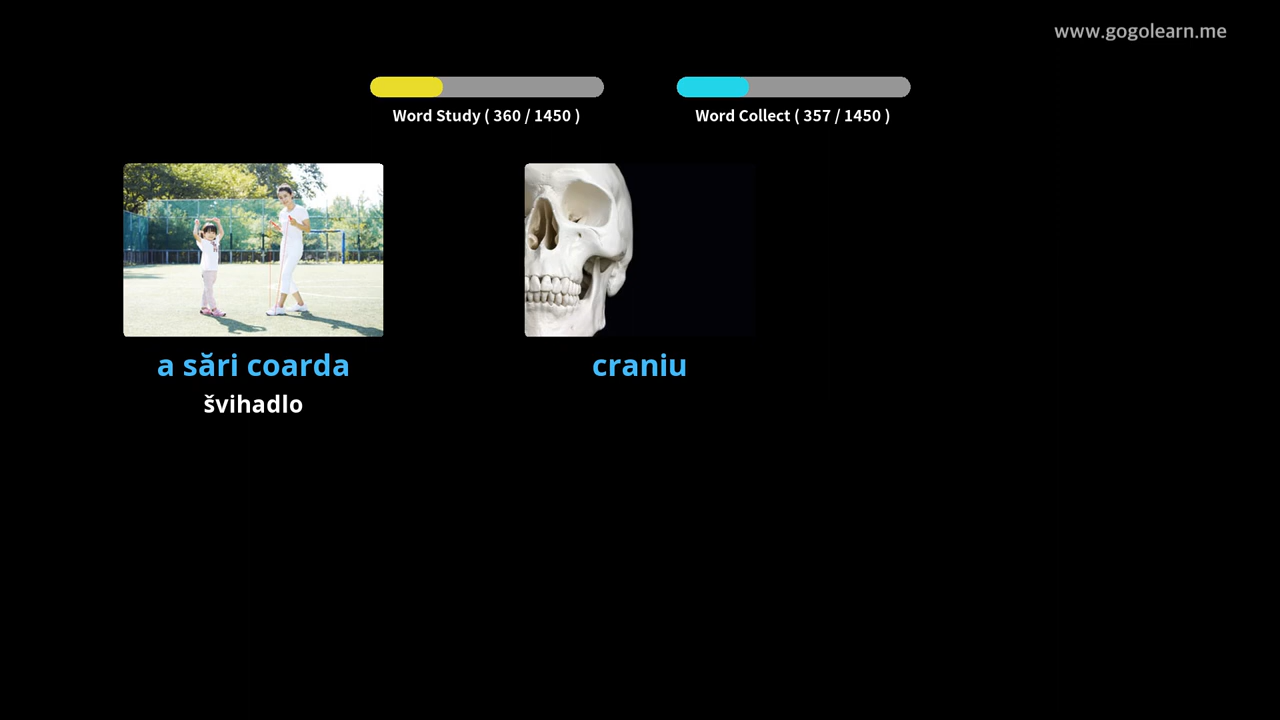 www.gogolearn.me
Word Study ( 360 / 1450 )
Word Collect ( 357 / 1450 )
a sări coarda
švihadlo
craniu